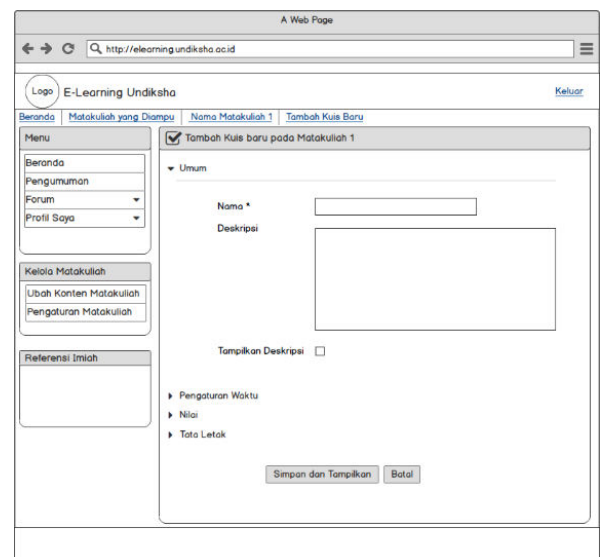 A Web Page
http://elearning.undiksha.ac.id
Logo E-Learning Undiksha Keluar
Beranda Matakuliah yang Diampu Nama Matakuliah 1 Tambah Kuis Baru
Menu
Beranda
Pengumuman
Forum
Profil Saya
Kelola Matakuliah
Ubah Konten Matakuliah
Pengaturan Matakuliah
Referensi Imiah
Tambah Kuis baru pada Matakuliah 1
Umum
Nama *
Deskripsi
Tampilkan Deskripsi
Pengaturan Waktu
Nilai
Tata Letak
Simpan dan Tampilkan Batal